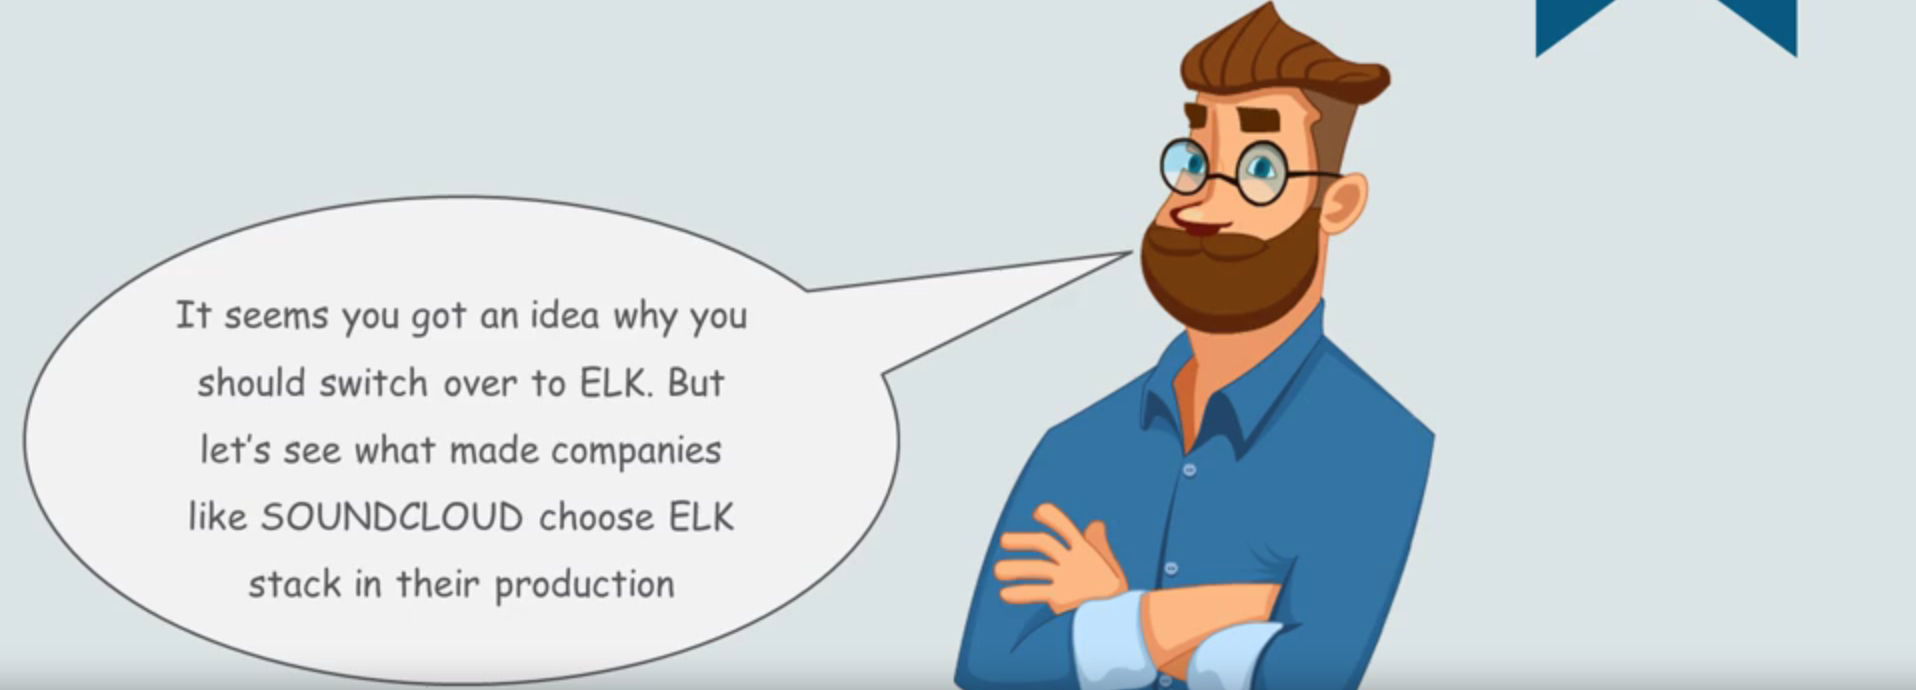 It seems you got an idea why you
should switch over to ELK. But
let's see what made companies
like SOUNDCLOUD choose ELK
stack in their production